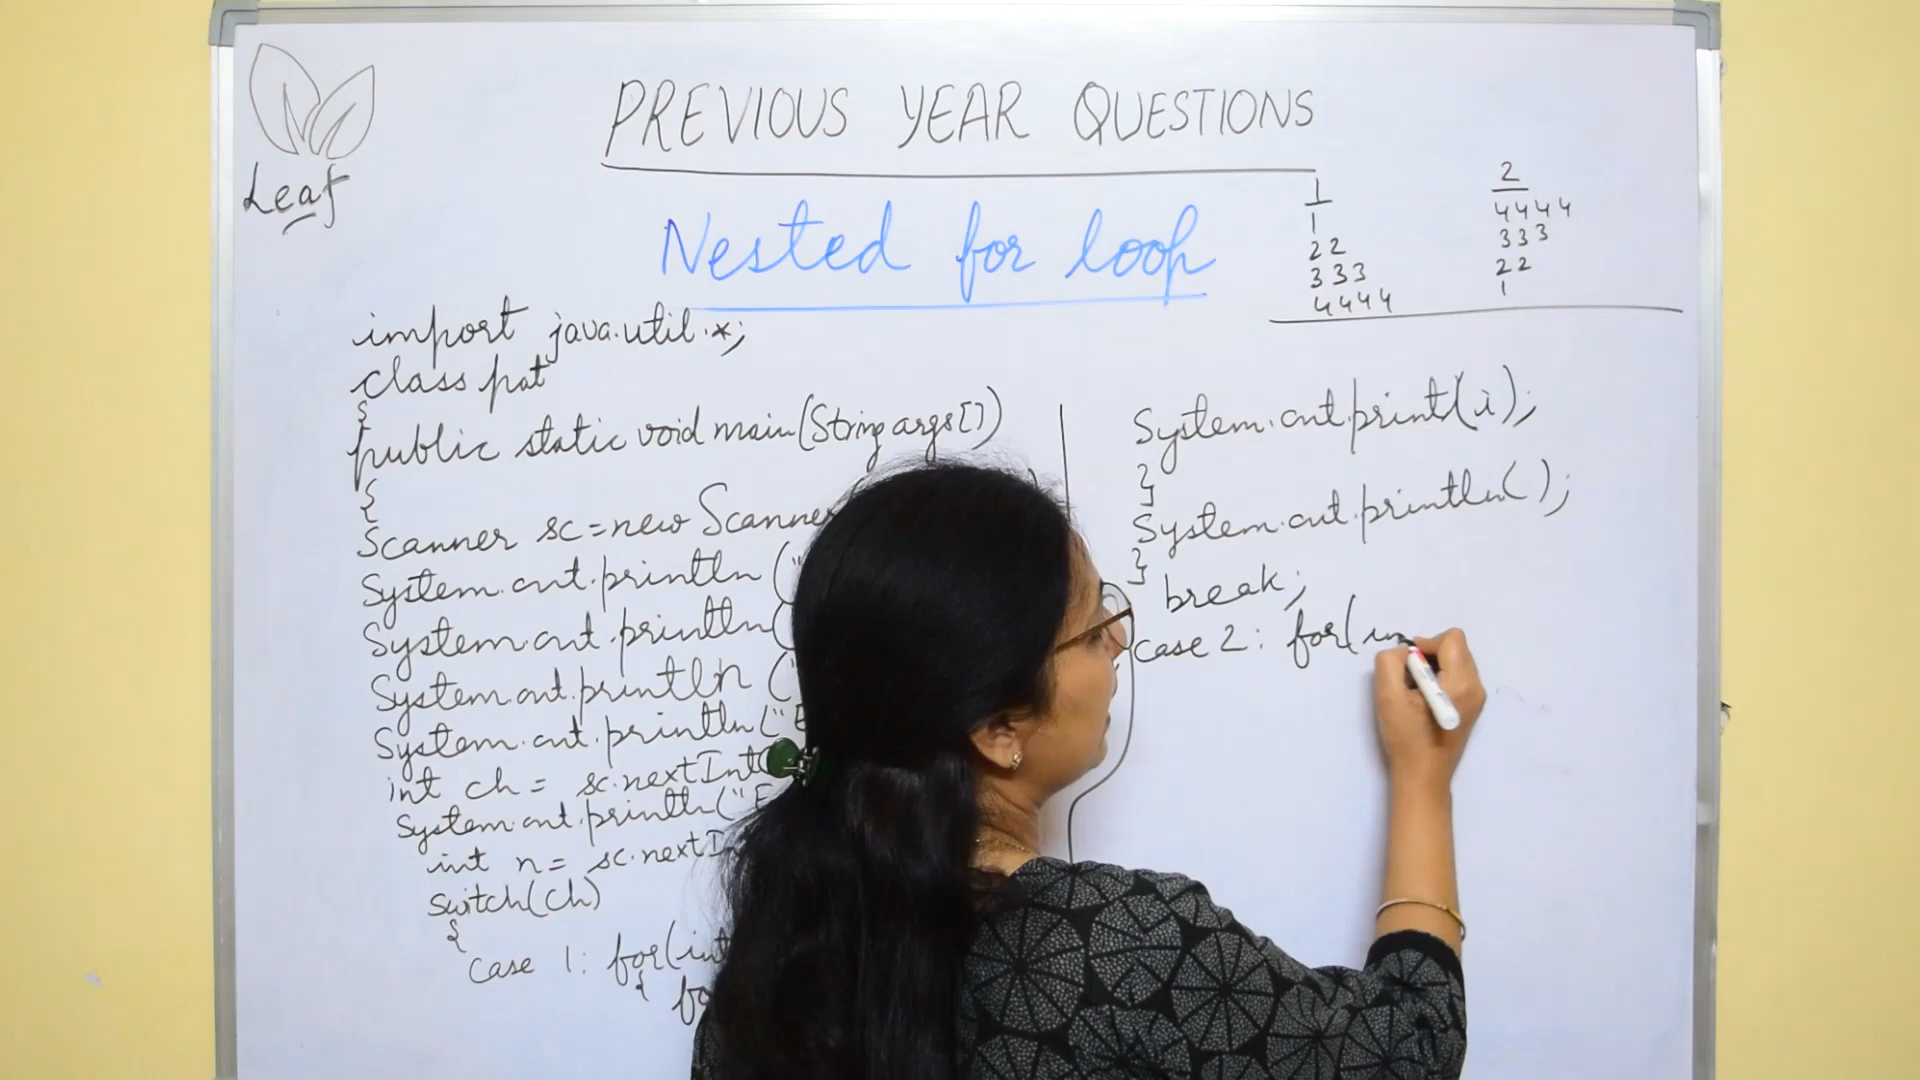 Leaf
PREVIOUS YEAR QUESTIONS
Nested for loop
1
1
22
333
4444
2
4444
333
22
1
import java.util.*;
class pat
{
public static void main(String args[])
{
Scanner sc=new Scanner
System.out.println("
System.out.println(
System.out.println("
System.out.println("E
int ch= sc.nextInt
System.out.println("E
int n= sc.nextIn
switch(ch)
{
case 1: for(int
{
fo
System.out.print(i);
}
System.out.println();
}
break;
case 2: for(in